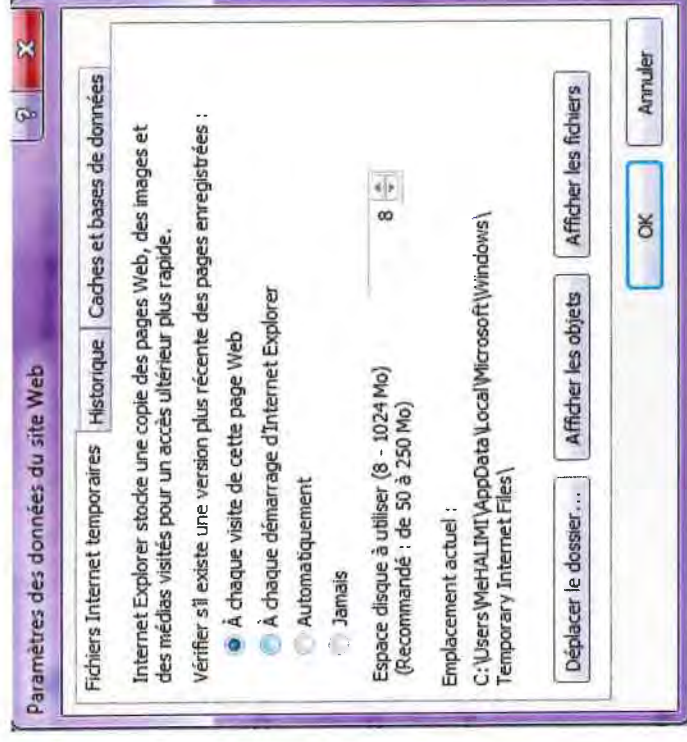 Paramètres des données du site Web
? X
Fichiers Internet temporaires Historique Caches et bases de données
Internet Explorer stocke une copie des pages Web, des images et
des médias visités pour un accès ultérieur plus rapide.
Vérifier s'il existe une version plus récente des pages enregistrées :
À chaque visite de cette page Web
À chaque démarrage d'Internet Explorer
Automatiquement
Jamais
Espace disque à utiliser (8 - 1024 Mo) 8
(Recommandé : de 50 à 250 Mo)
Emplacement actuel :
C:\Users\MeHALIMI\AppData\Local\Microsoft\Windows\
Temporary Internet Files\
Déplacer le dossier... Afficher les objets Afficher les fichiers
OK Annuler